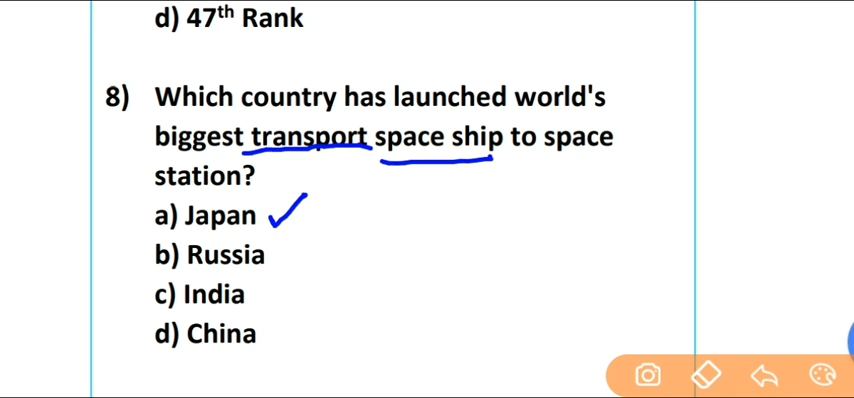 d) 47th Rank
8) Which country has launched world's
biggest transport space ship to space
station?
a) Japan
b) Russia
c) India
d) China